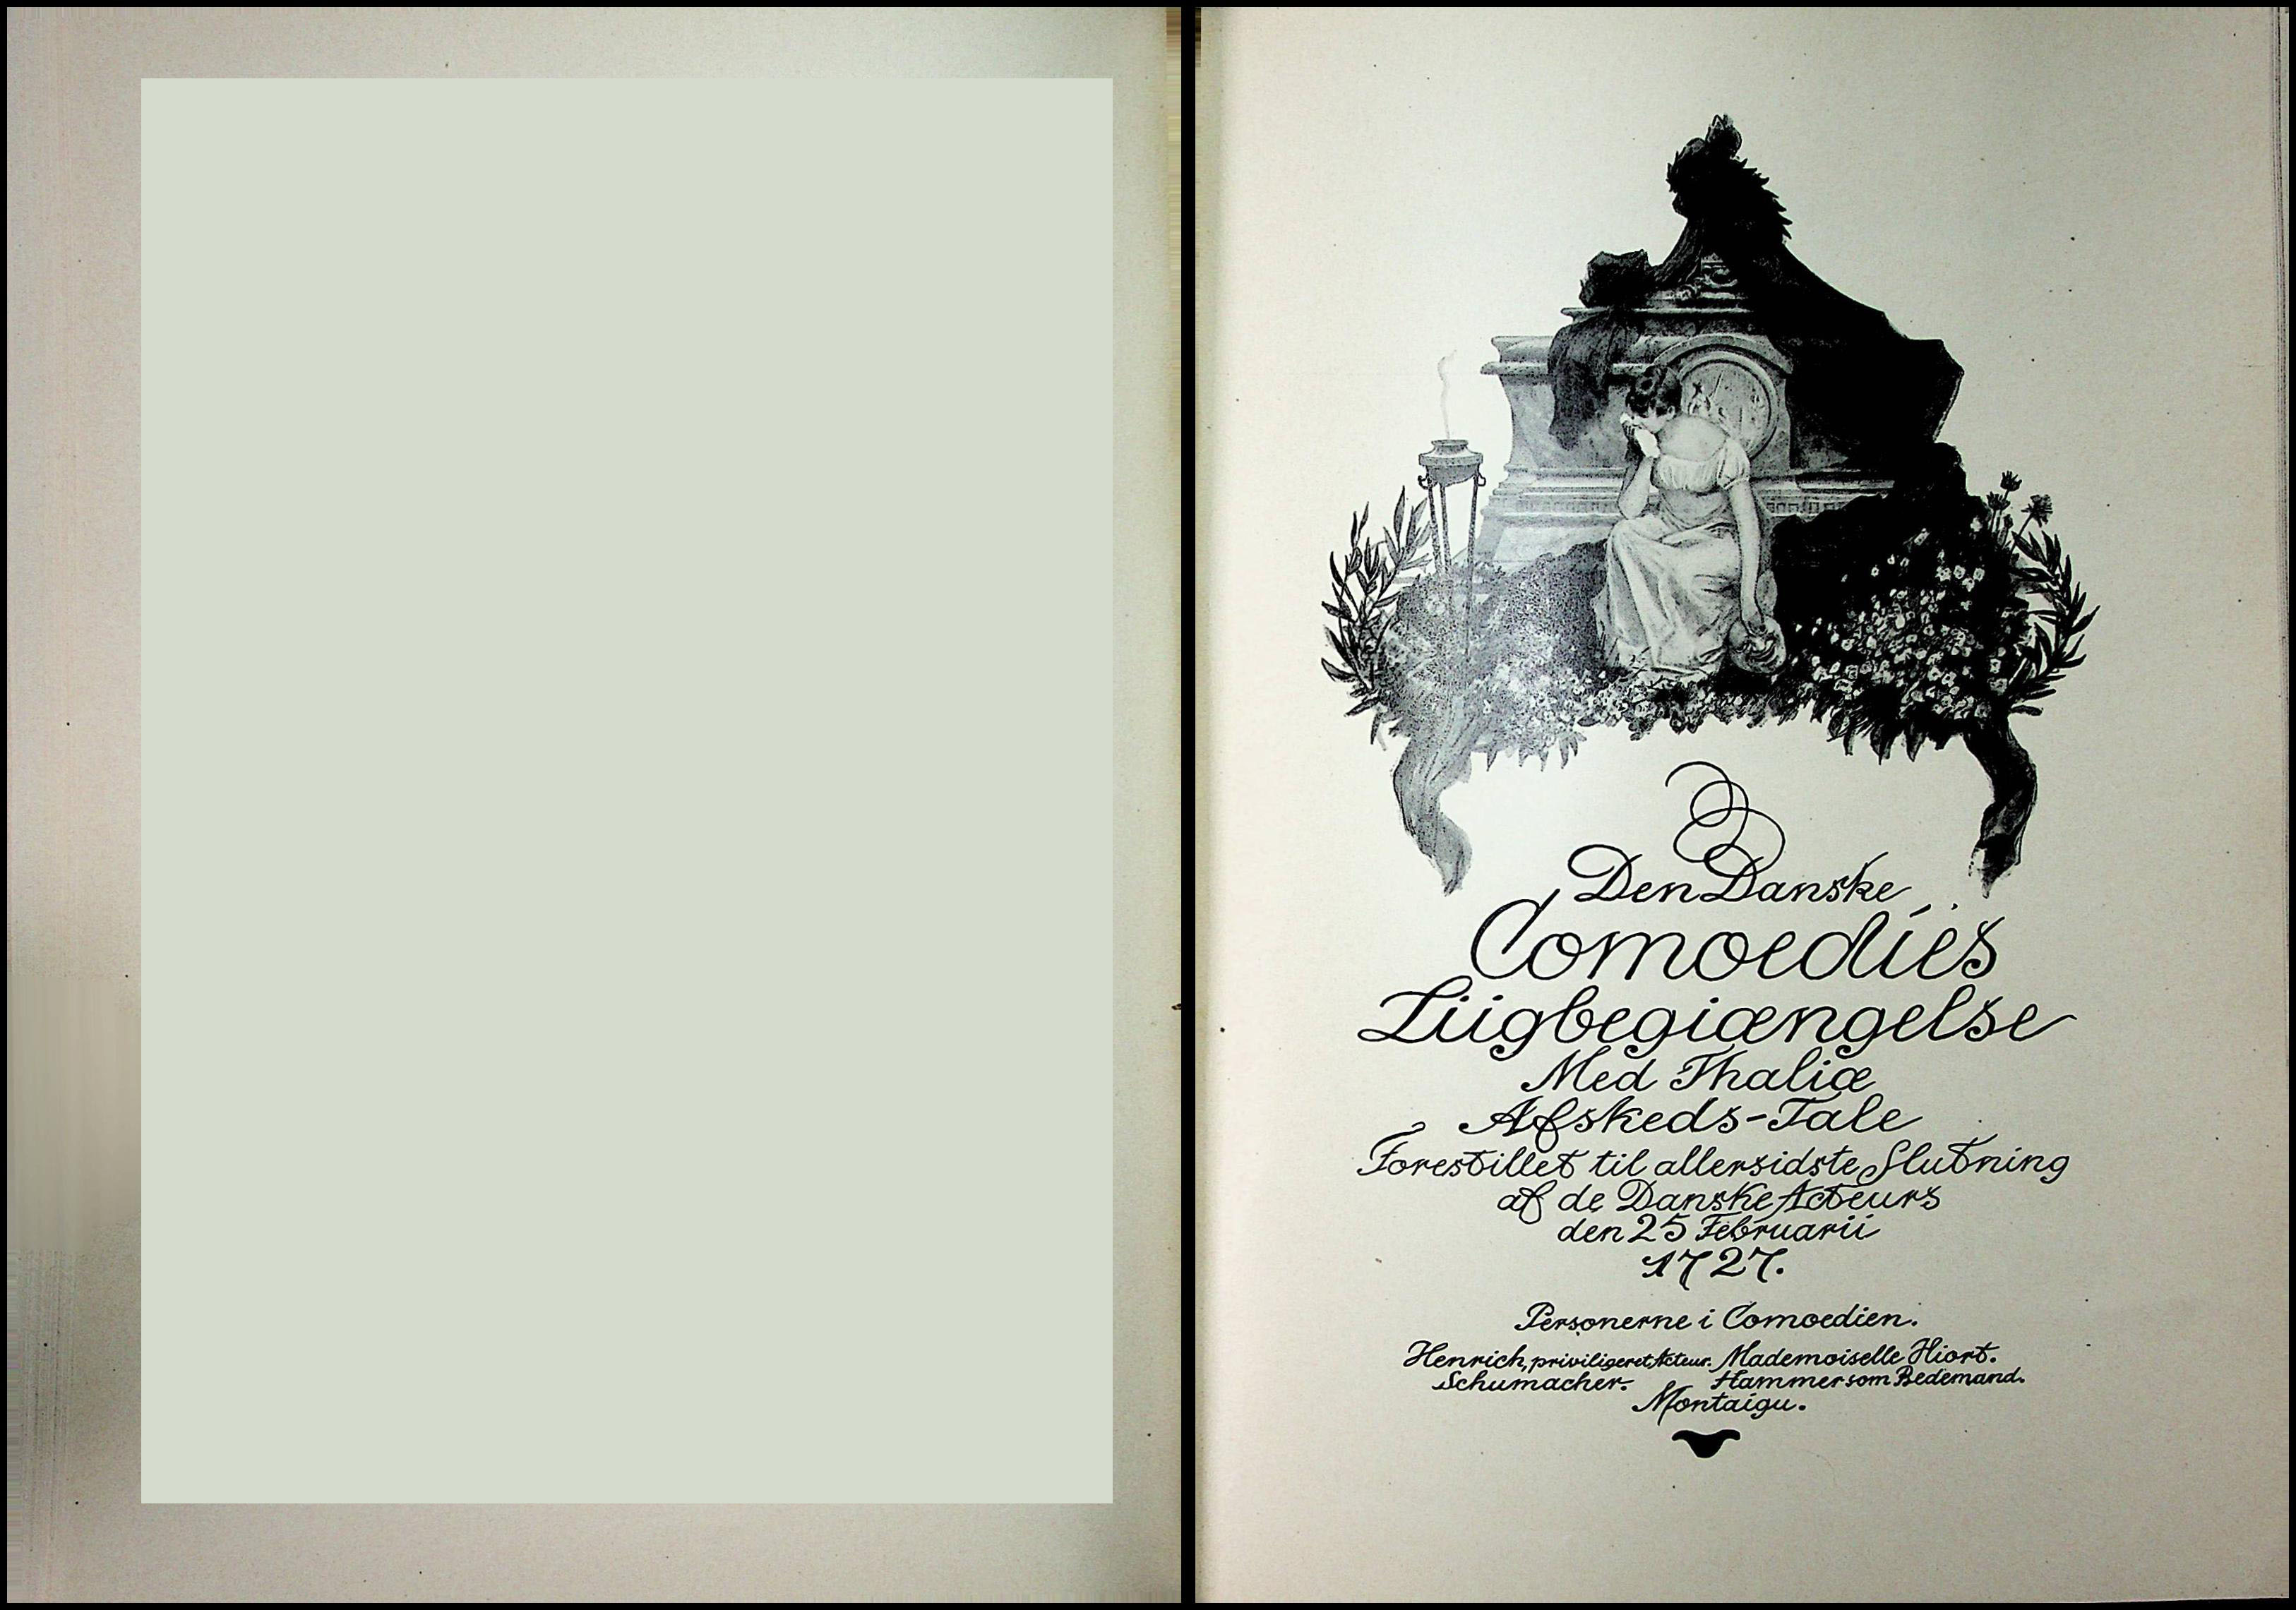 Den Danske
Comoedies
Liigbegiængelse
Med Thaliæ
Afskeds-Tale
Forestillet til allersidste Slutning
af de Danske Acteurs
den 25 Februarii
1727.
Personerne i Comoedien.
Henrich, priviligeret Acteur. Mademoiselle Hiort.
Schumacher. Hammer som Bedemand.
Montaigu.